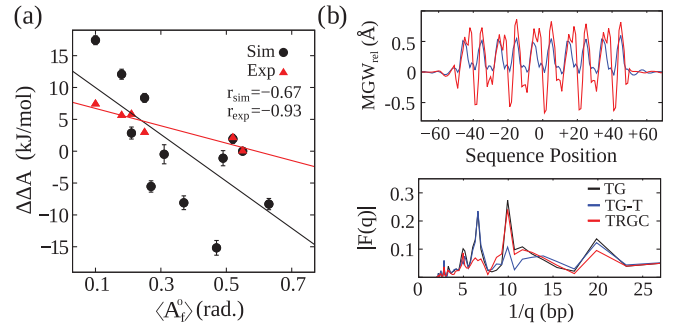 (a)
Sim
Exp
r_sim=−0.67
r_exp=−0.93
ΔΔA (kJ/mol)
15
10
5
0
−5
−10
−15
0.1
0.3
0.5
0.7
⟨A_f^o⟩ (rad.)
(b)
MGW_rel (Å)
0.5
0
-0.5
−60 −40 −20 0 +20 +40 +60
Sequence Position
|F(q)|
0.3
0.2
0.1
TG
TG-T
TRGC
0 5 10 15 20 25
1/q (bp)